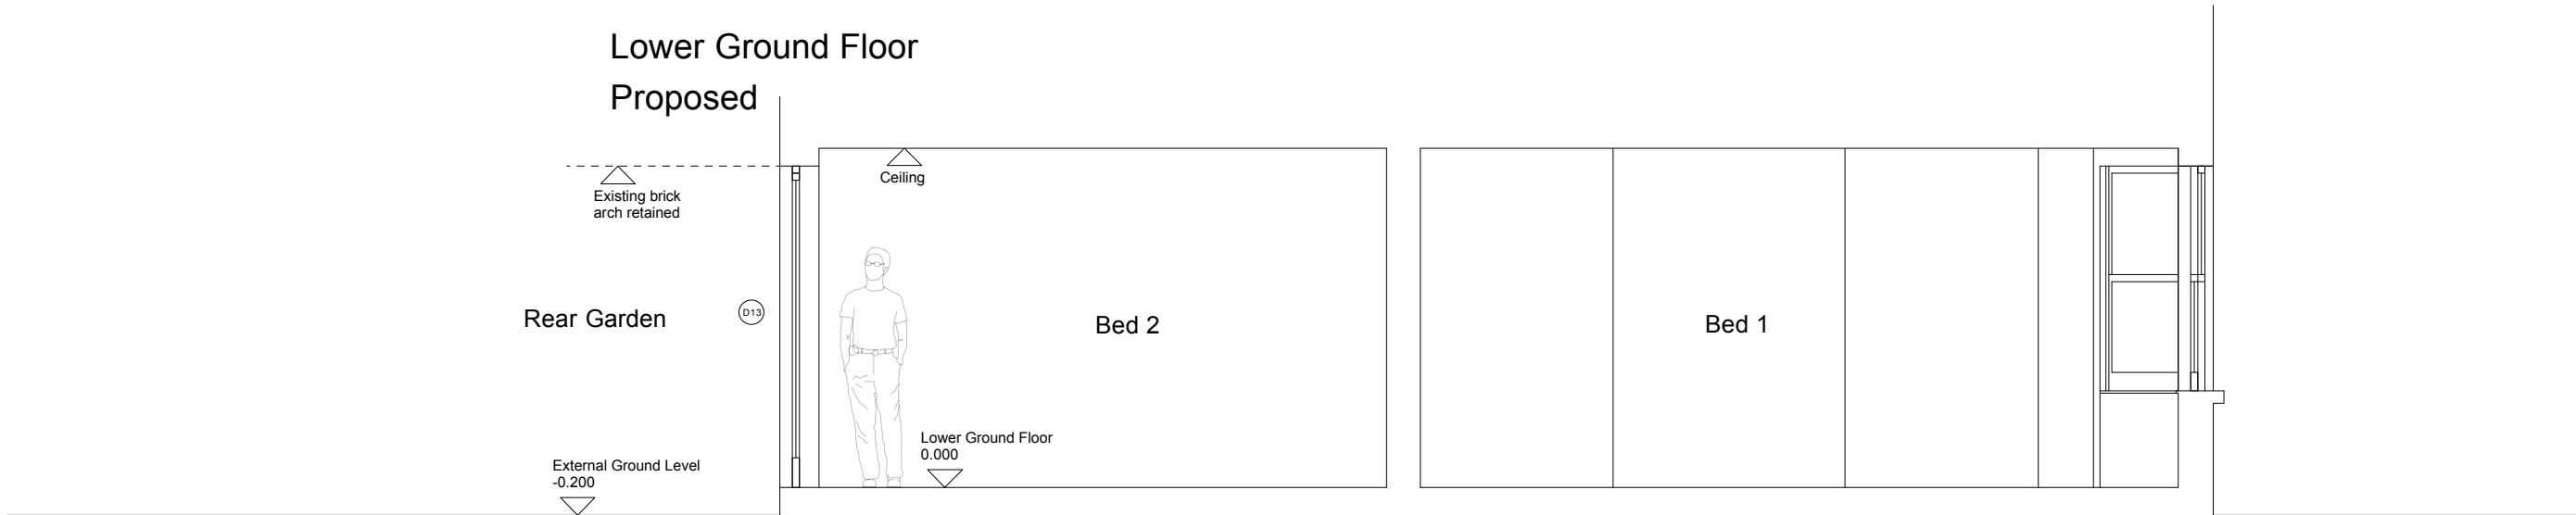 Lower Ground Floor
Proposed
Ceiling
Existing brick
arch retained
Rear Garden
D13
Bed 2
Bed 1
Lower Ground Floor
0.000
External Ground Level
-0.200